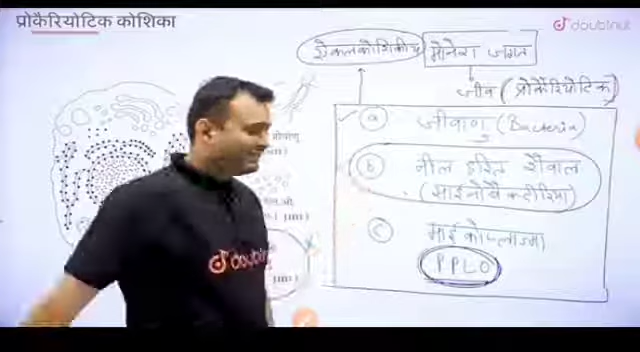 प्रोकैरियोटिक कोशिका
doubtnut
एककोशिकीय मोनेरा जगत
जीव (प्रोकैरियोटिक)
(a) जीवाणु (Bacteria)
(b) नील हरित शैवाल
(साइनोबैक्टीरिया)
(c) माइकोप्लाज्मा
PPLO
doubtnut